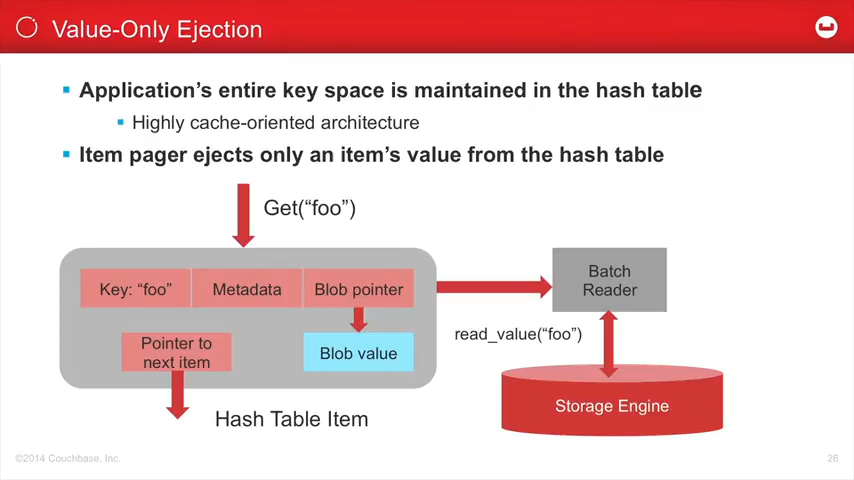 Value-Only Ejection
Application’s entire key space is maintained in the hash table
Highly cache-oriented architecture
Item pager ejects only an item’s value from the hash table
Get(“foo”)
Key: “foo”
Metadata
Blob pointer
Batch
Reader
read_value(“foo”)
Pointer to
next item
Blob value
Storage Engine
Hash Table Item
©2014 Couchbase, Inc.
26